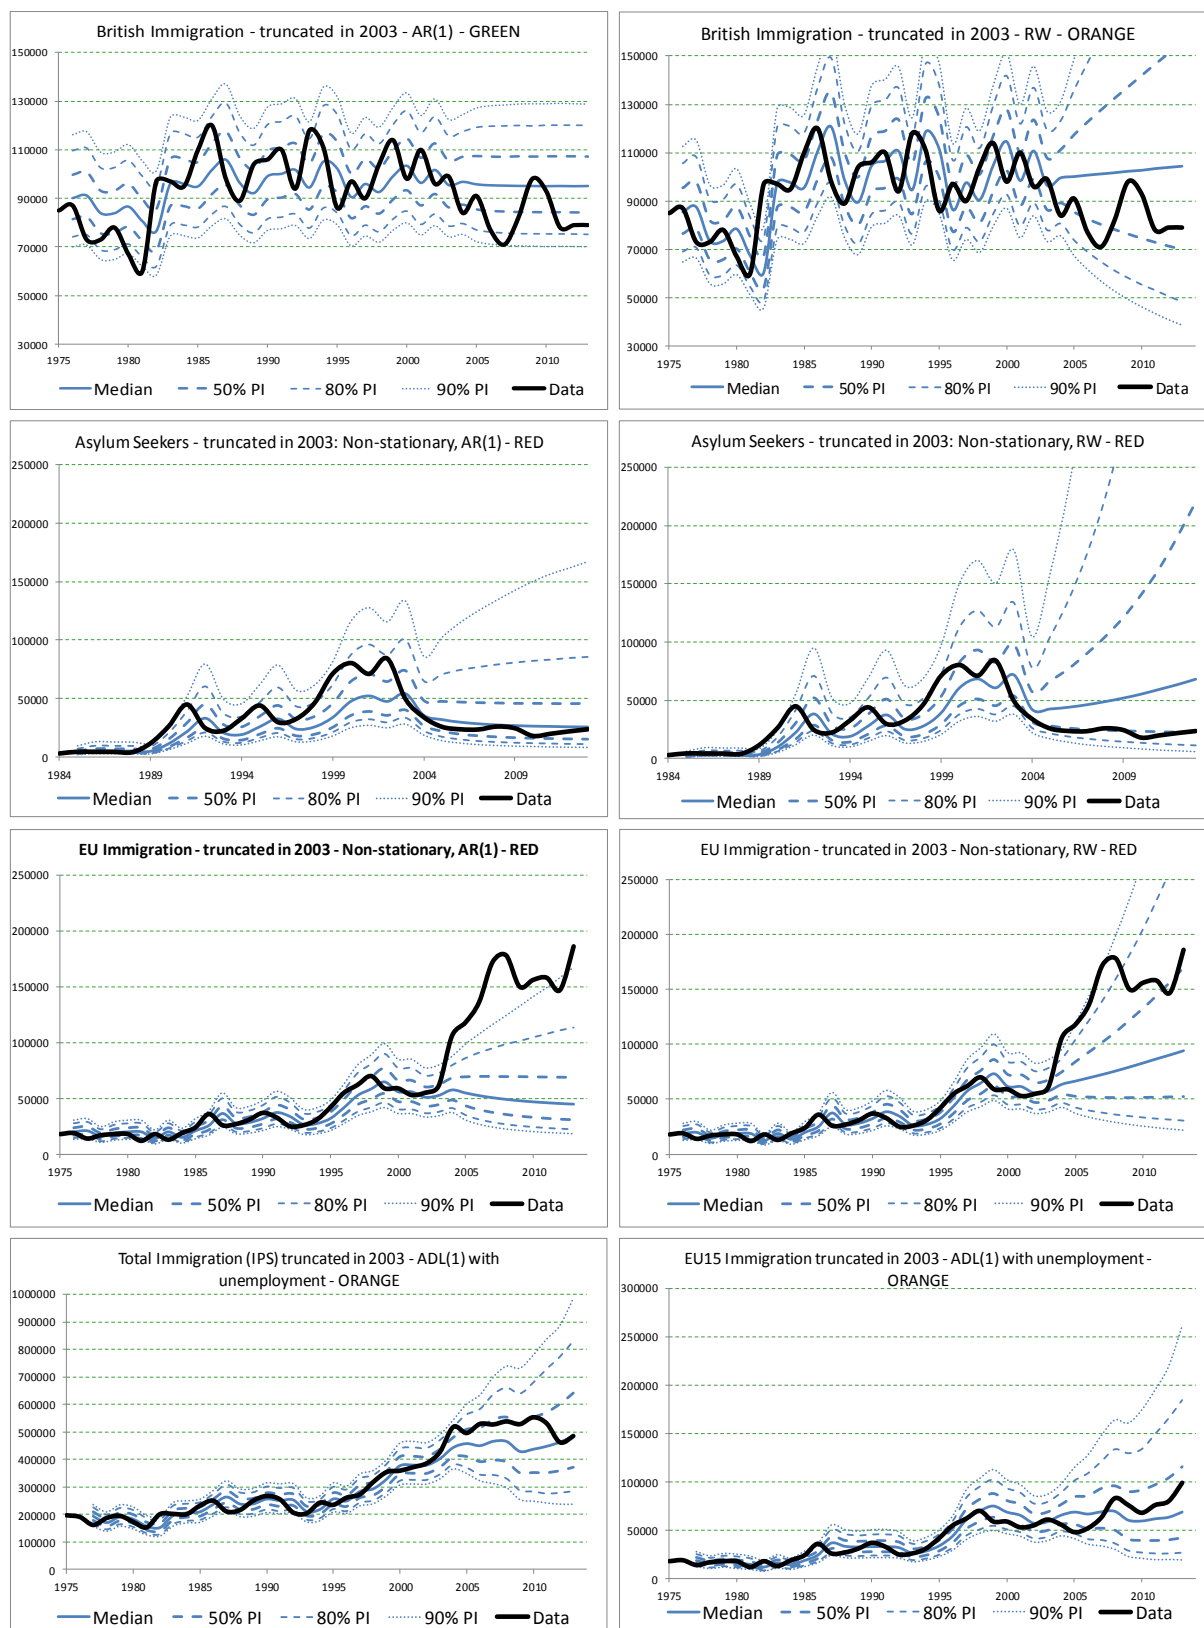 British Immigration - truncated in 2003 - AR(1) - GREEN
150000
130000
110000
90000
70000
50000
30000
1975 1980 1985 1990 1995 2000 2005 2010
Median 50% PI 80% PI 90% PI Data
British Immigration - truncated in 2003 - RW - ORANGE
150000
130000
110000
90000
70000
50000
30000
1975 1980 1985 1990 1995 2000 2005 2010
Median 50% PI 80% PI 90% PI Data
Asylum Seekers - truncated in 2003: Non-stationary, AR(1) - RED
250000
200000
150000
100000
50000
0
1984 1989 1994 1999 2004 2009
Median 50% PI 80% PI 90% PI Data
Asylum Seekers - truncated in 2003: Non-stationary, RW - RED
250000
200000
150000
100000
50000
0
1984 1989 1994 1999 2004 2009
Median 50% PI 80% PI 90% PI Data
EU Immigration - truncated in 2003 - Non-stationary, AR(1) - RED
250000
200000
150000
100000
50000
0
1975 1980 1985 1990 1995 2000 2005 2010
Median 50% PI 80% PI 90% PI Data
EU Immigration - truncated in 2003 - Non-stationary, RW - RED
250000
200000
150000
100000
50000
0
1975 1980 1985 1990 1995 2000 2005 2010
Median 50% PI 80% PI 90% PI Data
Total Immigration (IPS) truncated in 2003 - ADL(1) with
unemployment - ORANGE
1000000
900000
800000
700000
600000
500000
400000
300000
200000
100000
0
1975 1980 1985 1990 1995 2000 2005 2010
Median 50% PI 80% PI 90% PI Data
EU15 Immigration truncated in 2003 - ADL(1) with unemployment -
ORANGE
300000
250000
200000
150000
100000
50000
0
1975 1980 1985 1990 1995 2000 2005 2010
Median 50% PI 80% PI 90% PI Data